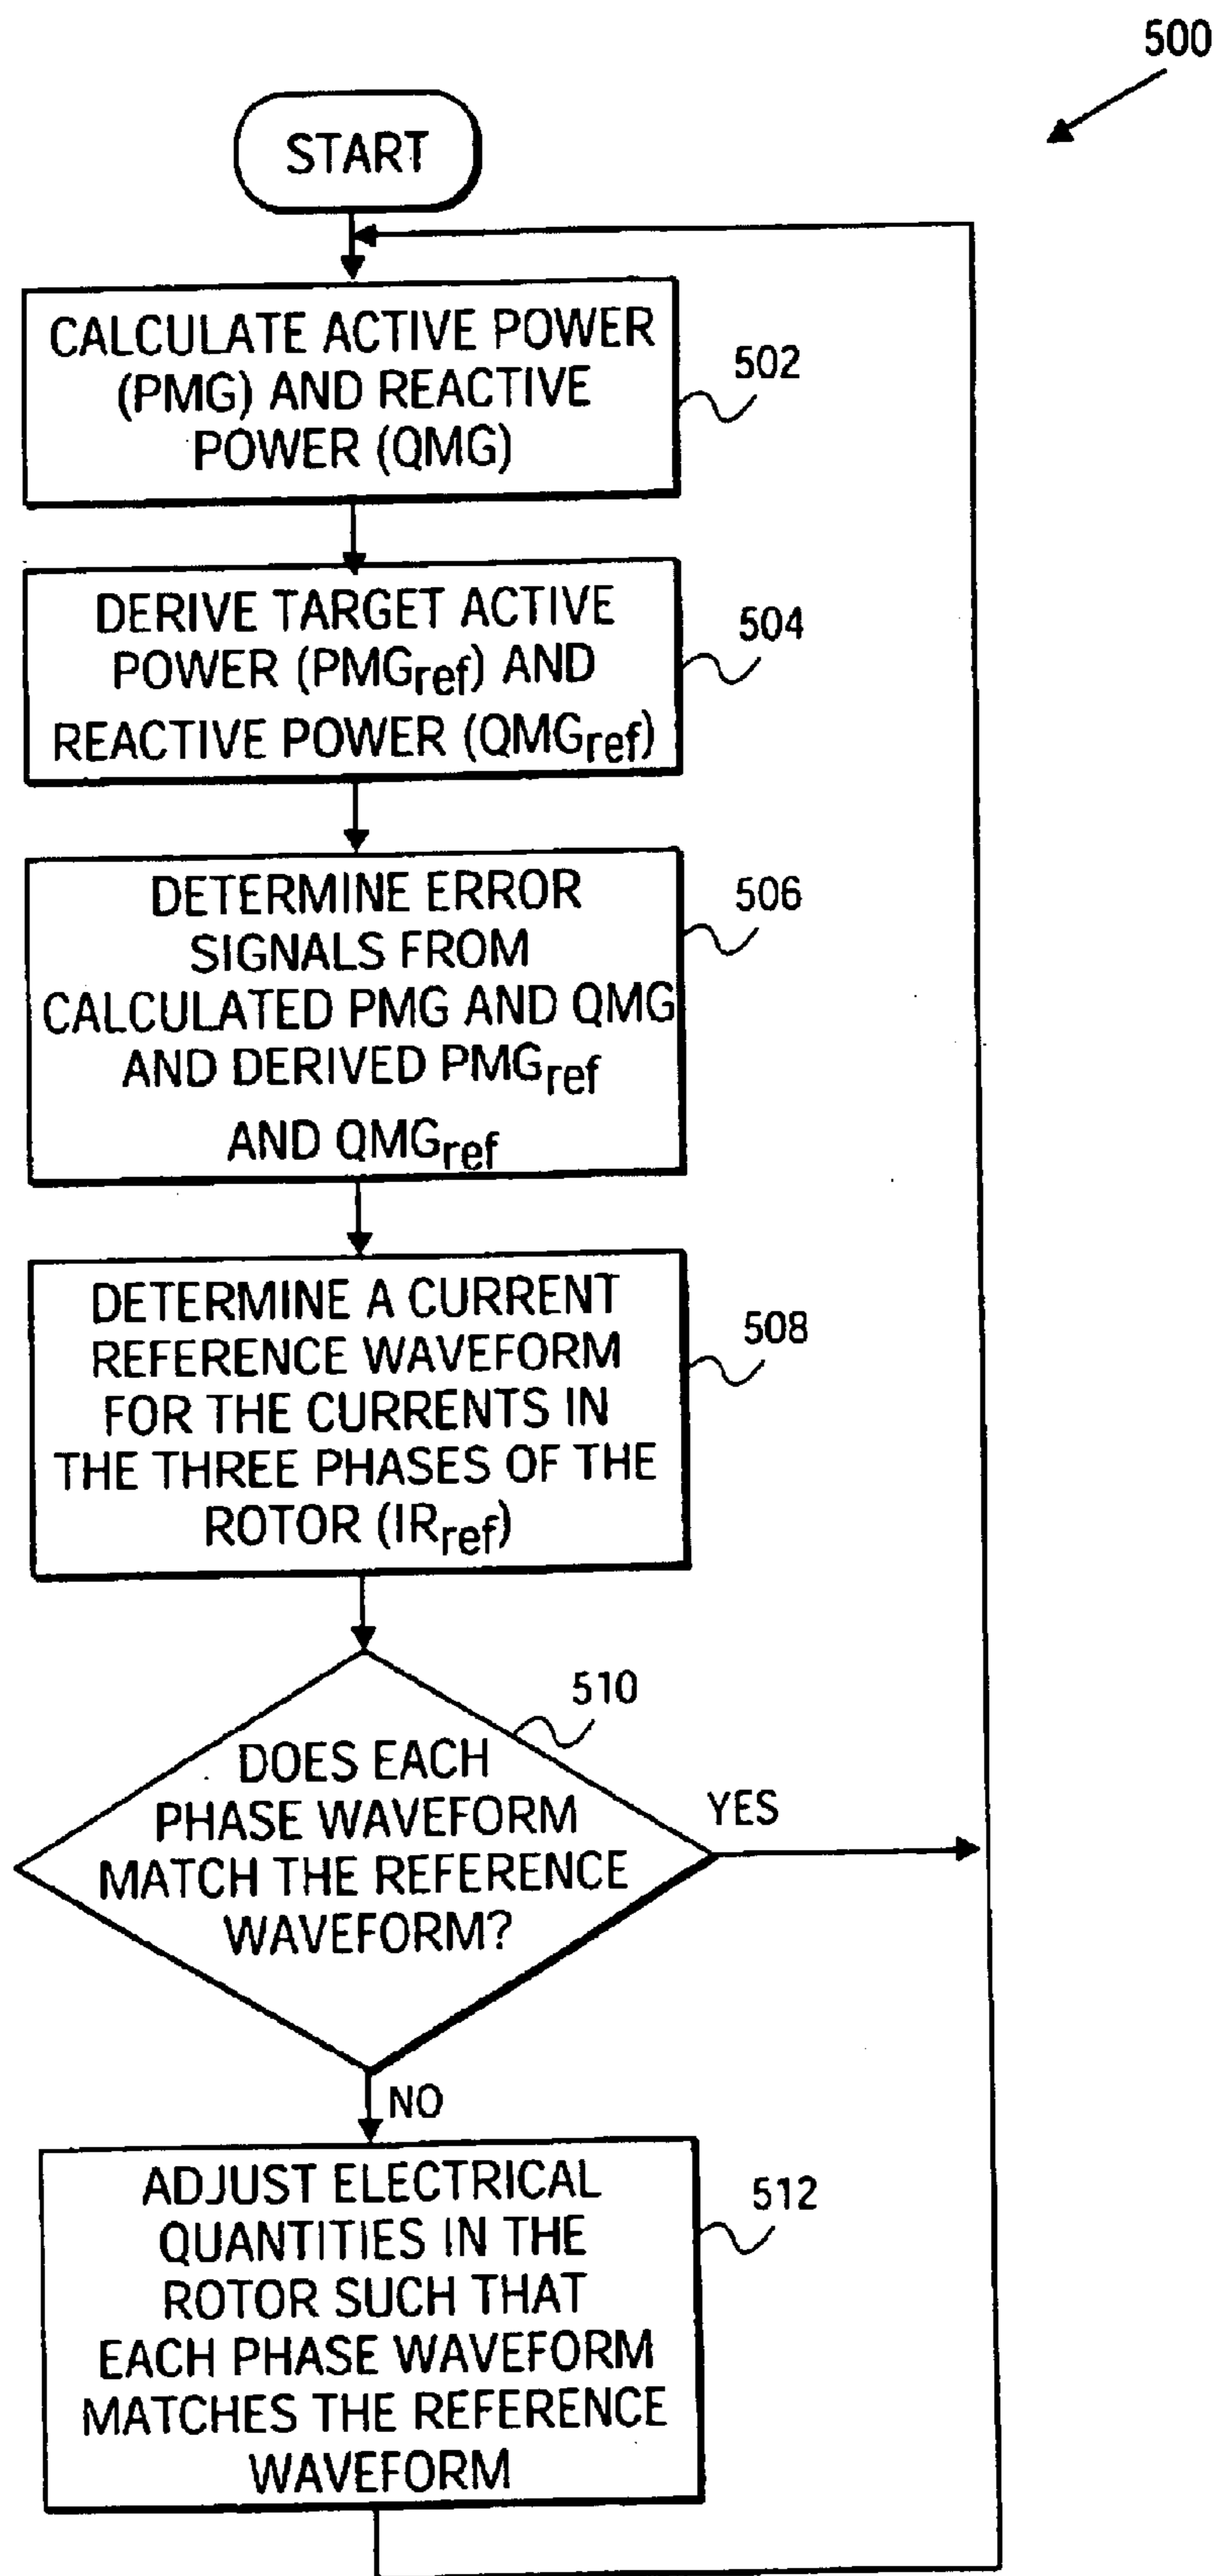 500
START
CALCULATE ACTIVE POWER
(PMG) AND REACTIVE
POWER (QMG)
502
DERIVE TARGET ACTIVE
POWER (PMGref) AND
REACTIVE POWER (QMGref)
504
DETERMINE ERROR
SIGNALS FROM
CALCULATED PMG AND QMG
AND DERIVED PMGref
AND QMGref
506
DETERMINE A CURRENT
REFERENCE WAVEFORM
FOR THE CURRENTS IN
THE THREE PHASES OF THE
ROTOR (IRref)
508
510
DOES EACH
PHASE WAVEFORM
MATCH THE REFERENCE
WAVEFORM?
YES
NO
ADJUST ELECTRICAL
QUANTITIES IN THE
ROTOR SUCH THAT
EACH PHASE WAVEFORM
MATCHES THE REFERENCE
WAVEFORM
512